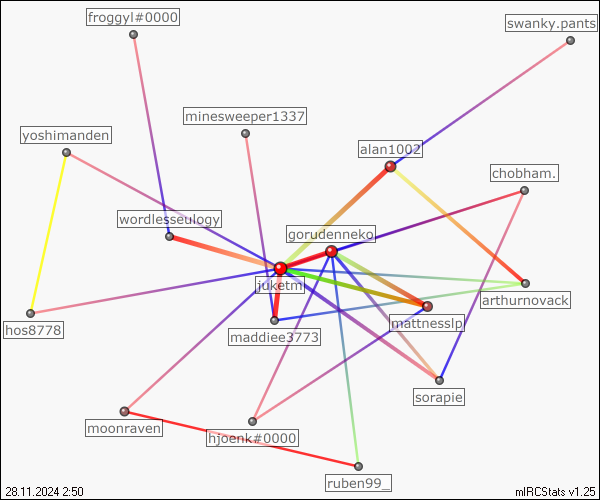 froggyl#0000
swanky.pants
minesweeper1337
yoshimanden
alan1002
chobham.
wordlesseulogy
gorudenneko
juketml
arthurnovack
mattnesslp
hos8778
maddiee3773
sorapie
moonraven
hjoenk#0000
ruben99_
28.11.2024 2:50
mIRCStats v1.25